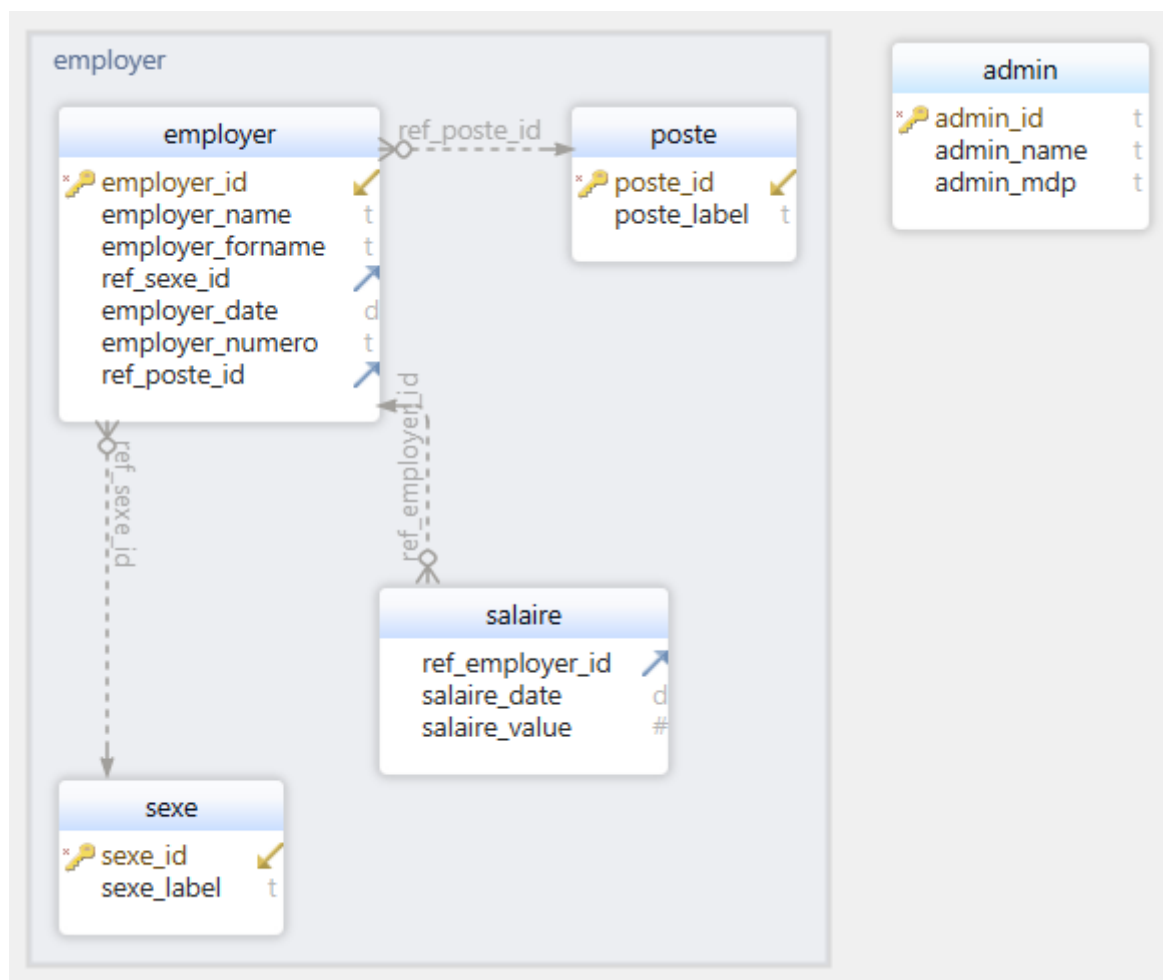 employer
admin
admin_id t
admin_name t
admin_mdp t
employer
employer_id
employer_name t
employer_forname t
ref_sexe_id
employer_date d
employer_numero t
ref_poste_id
ref_poste_id
poste
poste_id
poste_label t
ref_employer_id
ref_sexe_id
salaire
ref_employer_id
salaire_date d
salaire_value #
sexe
sexe_id
sexe_label t